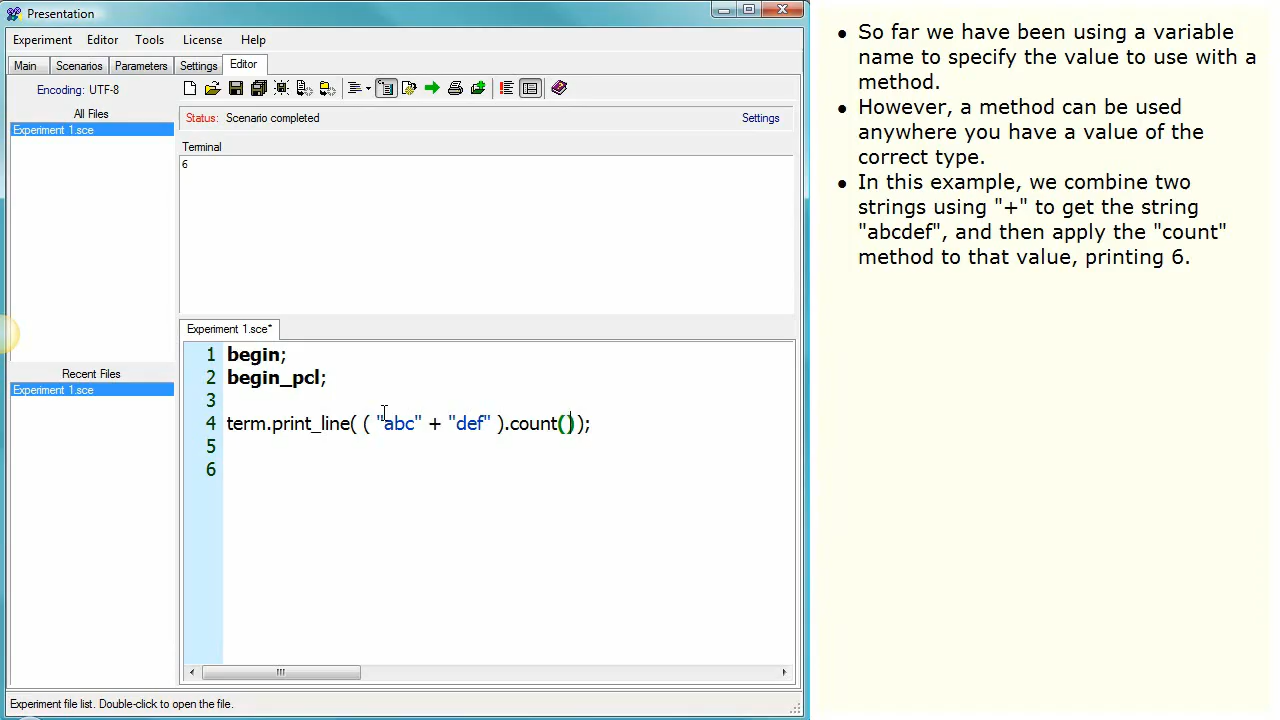 Presentation
Experiment Editor Tools License Help
Main Scenarios Parameters Settings Editor
Encoding: UTF-8
All Files
Experiment 1.sce
Status: Scenario completed Settings
Terminal
6
Recent Files
Experiment 1.sce
Experiment 1.sce*
1 begin;
2 begin_pcl;
3
4 term.print_line( ( "abc" + "def" ).count() );
5
6
Experiment file list. Double-click to open the file.
• So far we have been using a variable
name to specify the value to use with a
method.
• However, a method can be used
anywhere you have a value of the
correct type.
• In this example, we combine two
strings using "+" to get the string
"abcdef", and then apply the "count"
method to that value, printing 6.